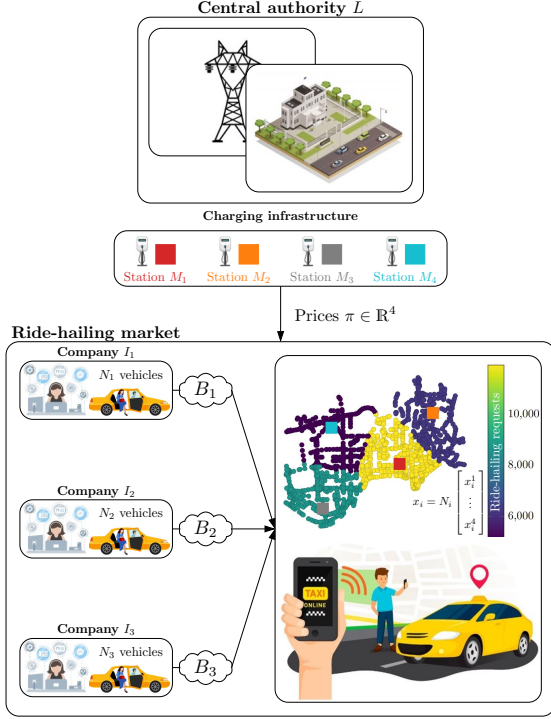 Central authority L
Charging infrastructure
Station M₁ Station M₂ Station M₃ Station M₄
Prices π ∈ ℝ⁴
Ride-hailing market
Company I₁
N₁ vehicles
B₁
Company I₂
N₂ vehicles
B₂
Company I₃
N₃ vehicles
B₃
Ride-hailing requests
10,000
8,000
6,000
xᵢ = Nᵢ [xᵢ¹ ⋮ xᵢ⁴]
TAXI
ONLINE